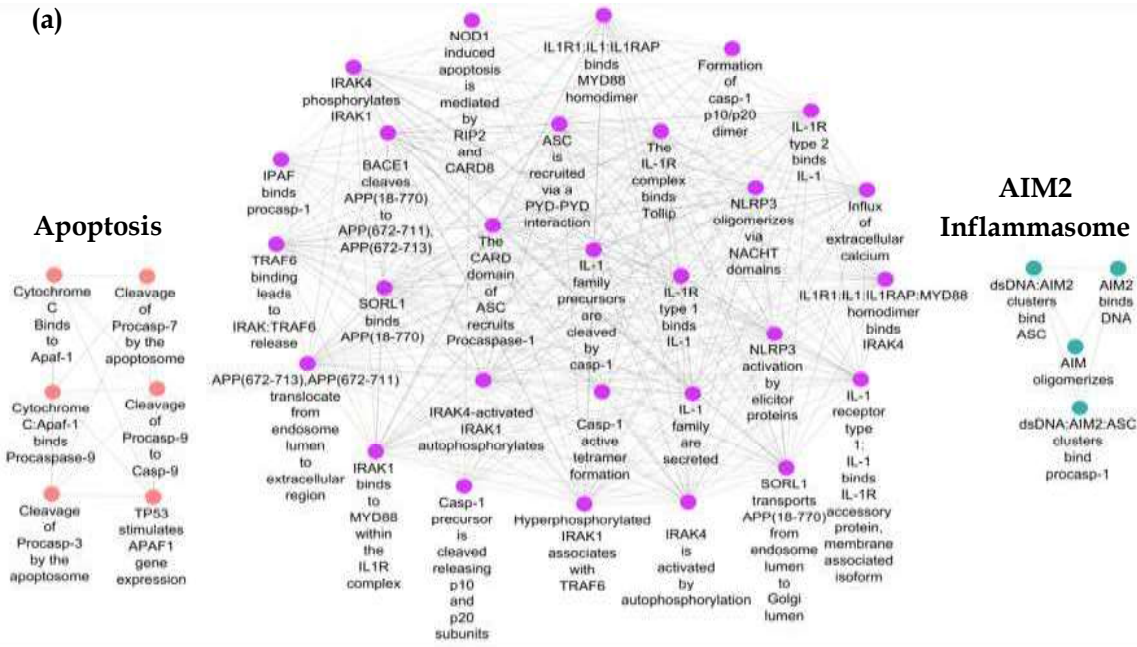 (a)
NOD1
induced
apoptosis
is
mediated
by
RIP2
and
CARD8
IL1R1:IL1:IL1RAP
binds
MYD88
homodimer
Formation
of
casp-1
p10/p20
dimer
IRAK4
phosphorylates
IRAK1
IL-1R
type 2
binds
IL-1
BACE1
cleaves
APP(18-770)
to
APP(672-711),
APP(672-713)
ASC
is
recruited
via a
PYD-PYD
interaction
The
IL-1R
complex
binds
Tollip
IPAF
binds
procasp-1
NLRP3
oligomerizes
via
NACHT
domains
Influx
of
extracellular
calcium
Apoptosis
AIM2
Inflammasome
Cytochrome
C
Binds
to
Apaf-1
Cleavage
of
Procasp-7
by the
apoptosome
TRAF6
binding
leads
to
IRAK:TRAF6
release
The
CARD
domain
of
ASC
recruits
Procaspase-1
IL-1
family
precursors
are
cleaved
by
casp-1
SORL1
binds
APP(18-770)
IL-1R
type 1
binds
IL-1
IL1R1:IL1:IL1RAP:MYD88
homodimer
binds
IRAK4
dsDNA:AIM2
clusters
bind
ASC
AIM2
binds
DNA
NLRP3
activation
by
elicitor
proteins
AIM
oligomerizes
Cytochrome
C:Apaf-1
binds
Procaspase-9
Cleavage
of
Procasp-9
to
Casp-9
APP(672-713),APP(672-711)
translocate
from
endosome
lumen
to
extracellular
region
IRAK4-activated
IRAK1
autophosphorylates
Casp-1
active
tetramer
formation
IL-1
family
are
secreted
IL-1
receptor
type
1:
IL-1
binds
IL-1R
accessory
protein,
membrane
associated
isoform
dsDNA:AIM2:ASC
clusters
bind
procasp-1
Cleavage
of
Procasp-3
by the
apoptosome
TP53
stimulates
APAF1
gene
expression
IRAK1
binds
to
MYD88
within
the
IL1R
complex
Casp-1
precursor
is
cleaved
releasing
p10
and
p20
subunits
Hyperphosphorylated
IRAK1
associates
with
TRAF6
IRAK4
is
activated
by
autophosphorylation
SORL1
transports
APP(18-770)
from
endosome
lumen
to
Golgi
lumen